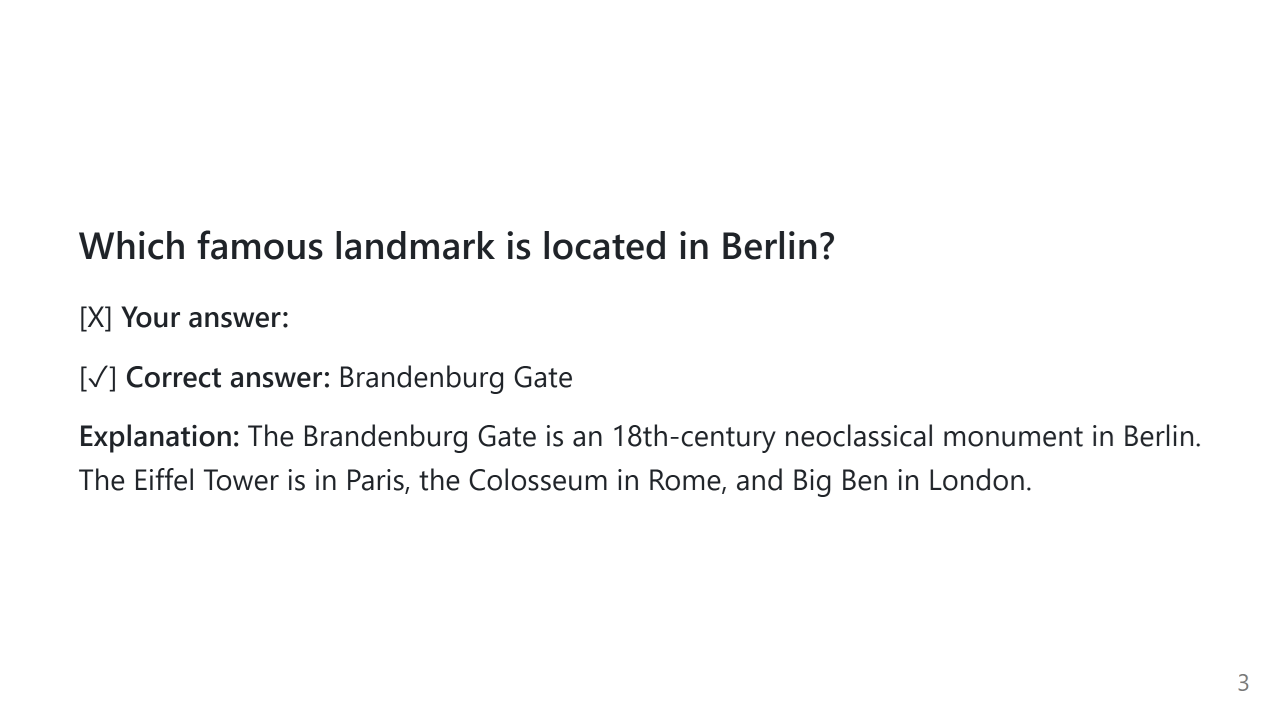 Which famous landmark is located in Berlin?
[X] Your answer:
[✓] Correct answer: Brandenburg Gate
Explanation: The Brandenburg Gate is an 18th-century neoclassical monument in Berlin.
The Eiffel Tower is in Paris, the Colosseum in Rome, and Big Ben in London.
3